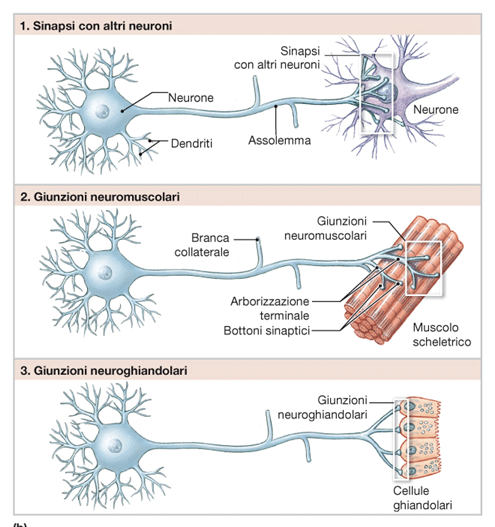 1. Sinapsi con altri neuroni
Sinapsi
con altri neuroni
Neurone
Neurone
Dendriti
Assolemma
2. Giunzioni neuromuscolari
Giunzioni
neuromuscolari
Branca
collaterale
Arborizzazione
terminale
Bottoni sinaptici
Muscolo
scheletrico
3. Giunzioni neuroghiandolari
Giunzioni
neuroghiandolari
Cellule
ghiandolari